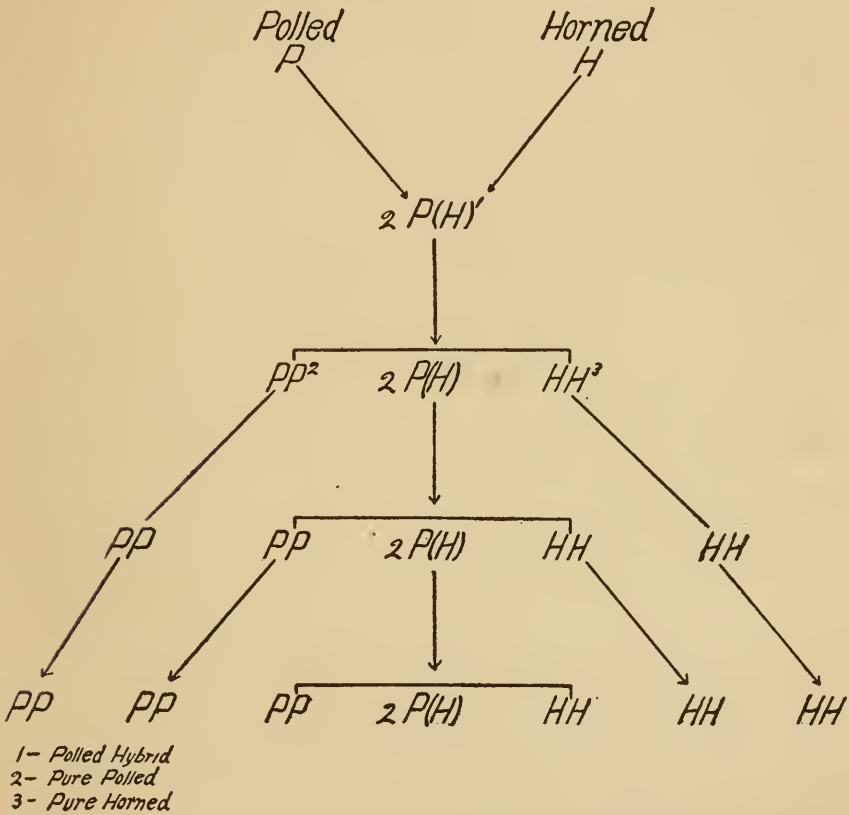 Polled Horned
P H
2 P(H)¹
PP² 2 P(H) HH³
PP PP 2 P(H) HH HH
PP PP PP 2 P(H) HH HH HH
1- Polled Hybrid
2- Pure Polled
3- Pure Horned